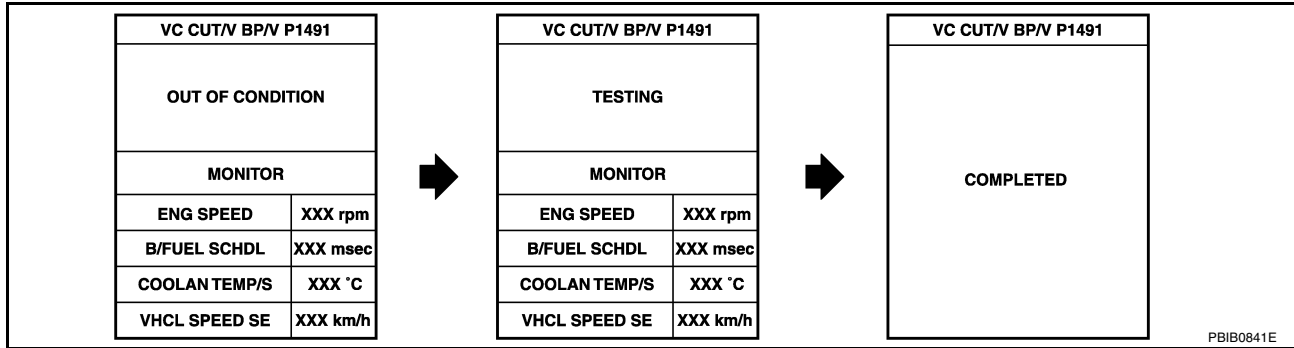 VC CUT/V BP/V P1491
OUT OF CONDITION
MONITOR
ENG SPEED XXX rpm
B/FUEL SCHDL XXX msec
COOLAN TEMP/S XXX °C
VHCL SPEED SE XXX km/h
VC CUT/V BP/V P1491
TESTING
MONITOR
ENG SPEED XXX rpm
B/FUEL SCHDL XXX msec
COOLAN TEMP/S XXX °C
VHCL SPEED SE XXX km/h
VC CUT/V BP/V P1491
COMPLETED
PBIB0841E